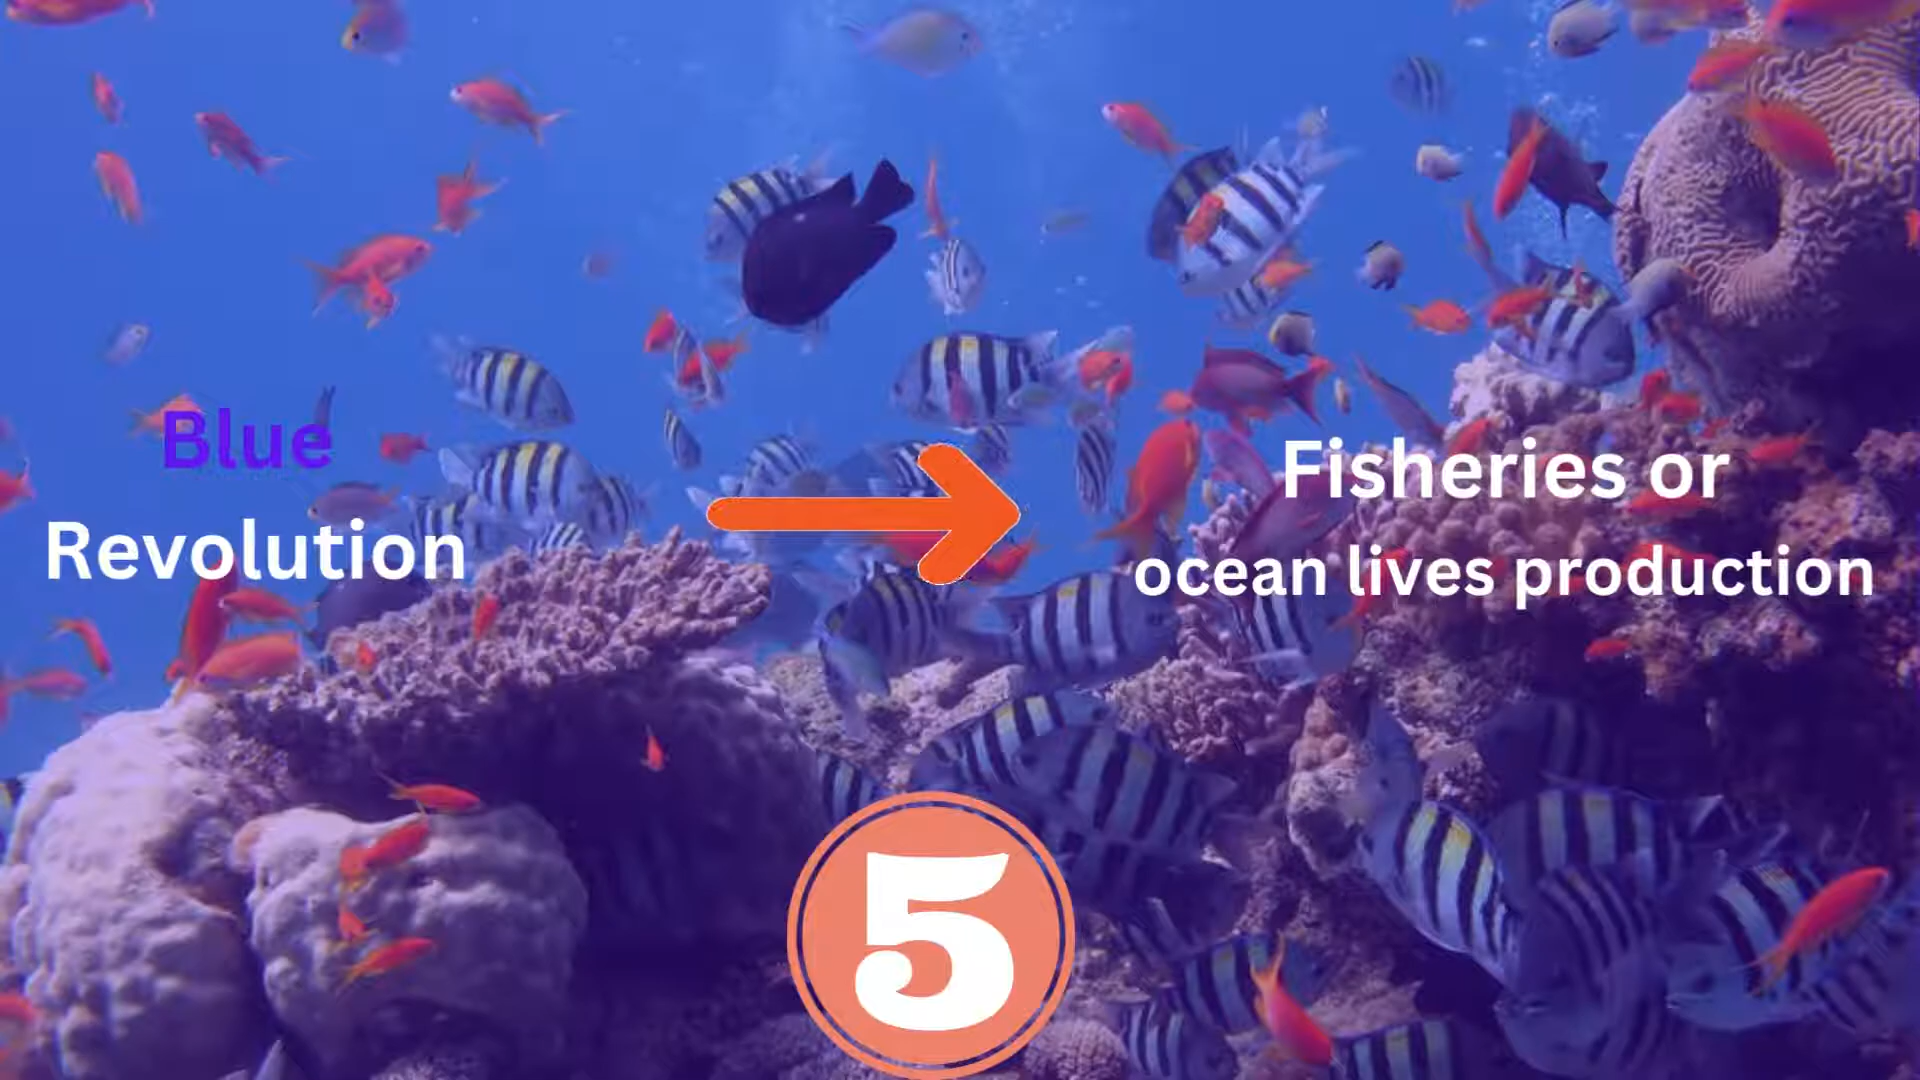 Blue
Revolution
Fisheries or
ocean lives production
5